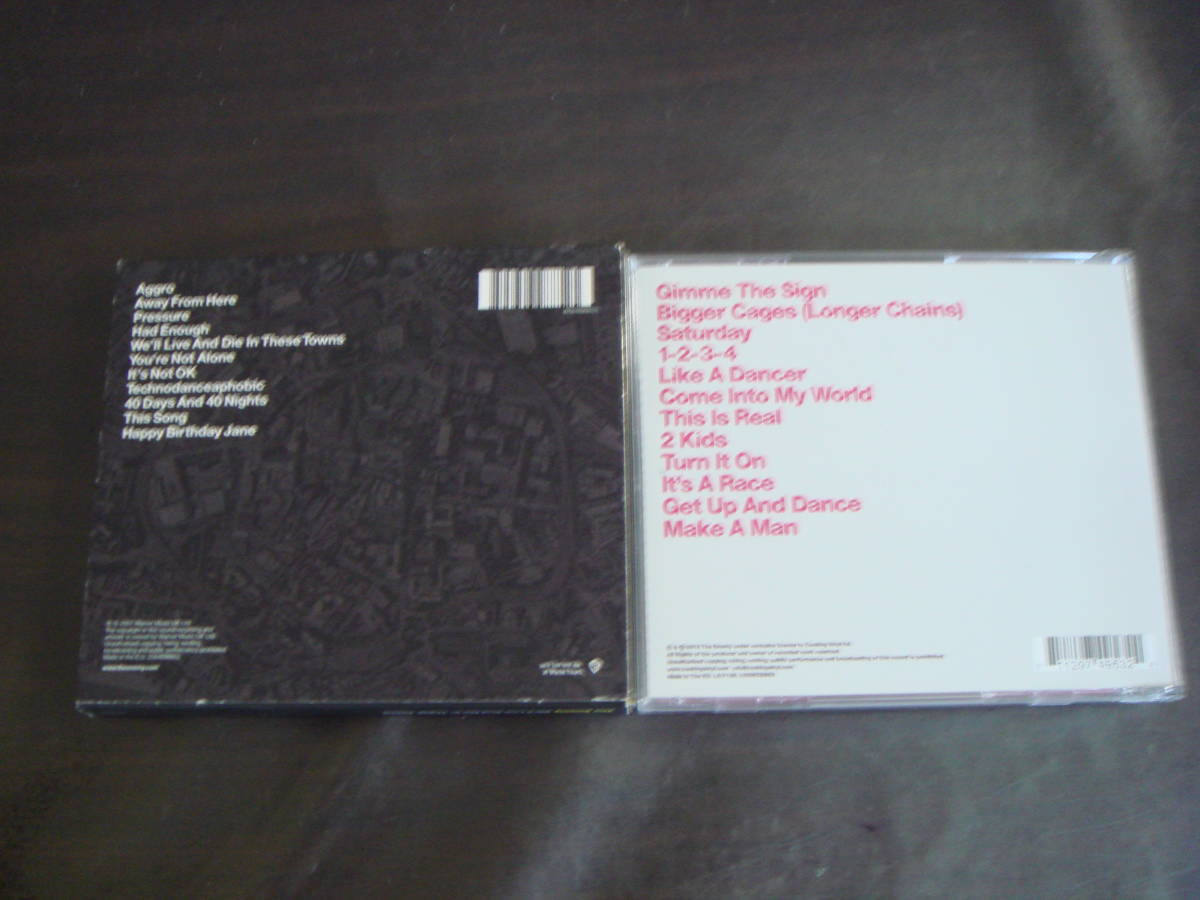 Aggro
Away From Here
Pressure
Had Enough
We'll Live And Die In These Towns
You're Not Alone
It's Not OK
Technodanceaphobic
40 Days And 40 Nights
This Song
Happy Birthday Jane
Gimme The Sign
Bigger Cages (Longer Chains)
Saturday
1-2-3-4
Like A Dancer
Come Into My World
This Is Real
2 Kids
Turn It On
It's A Race
Get Up And Dance
Make A Man